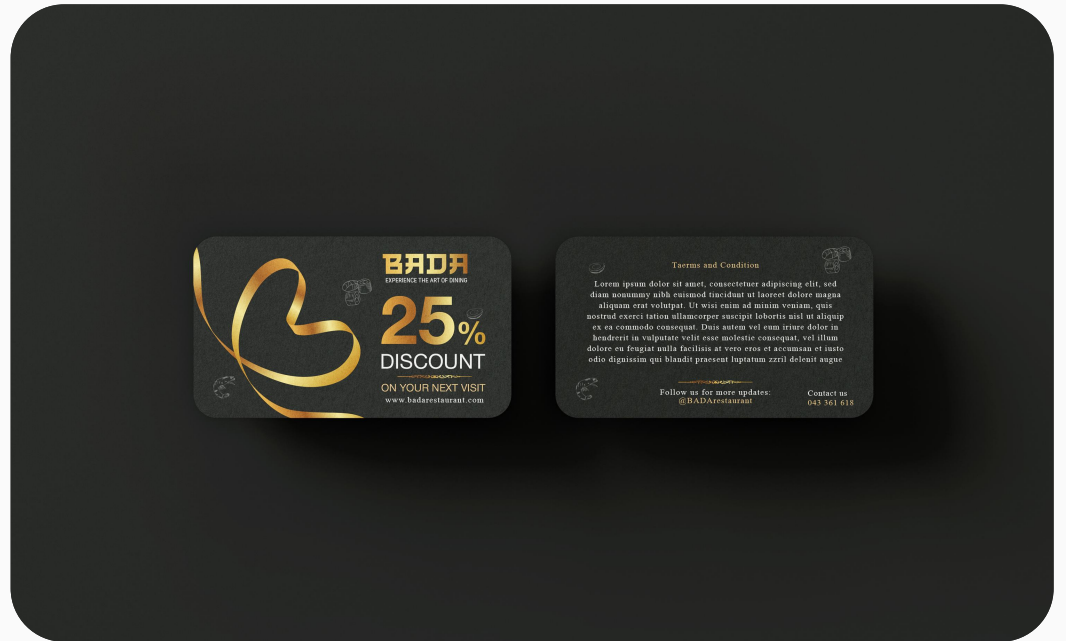 BADA
EXPERIENCE THE ART OF DINING
25%
DISCOUNT
ON YOUR NEXT VISIT
www.badarestaurant.com
Taerms and Condition
Lorem ipsum dolor sit amet, consectetuer adipiscing elit, sed
diam nonummy nibh euismod tincidunt ut laoreet dolore magna
aliquam erat volutpat. Ut wisi enim ad minim veniam, quis
nostrud exerci tation ullamcorper suscipit lobortis nisl ut aliquip
ex ea commodo consequat. Duis autem vel eum iriure dolor in
hendrerit in vulputate velit esse molestie consequat, vel illum
dolore eu feugiat nulla facilisis at vero eros et accumsan et iusto
odio dignissim qui blandit praesent luptatum zzril delenit augue
Follow us for more updates:
@BADArestaurant
Contact us
043 361 618